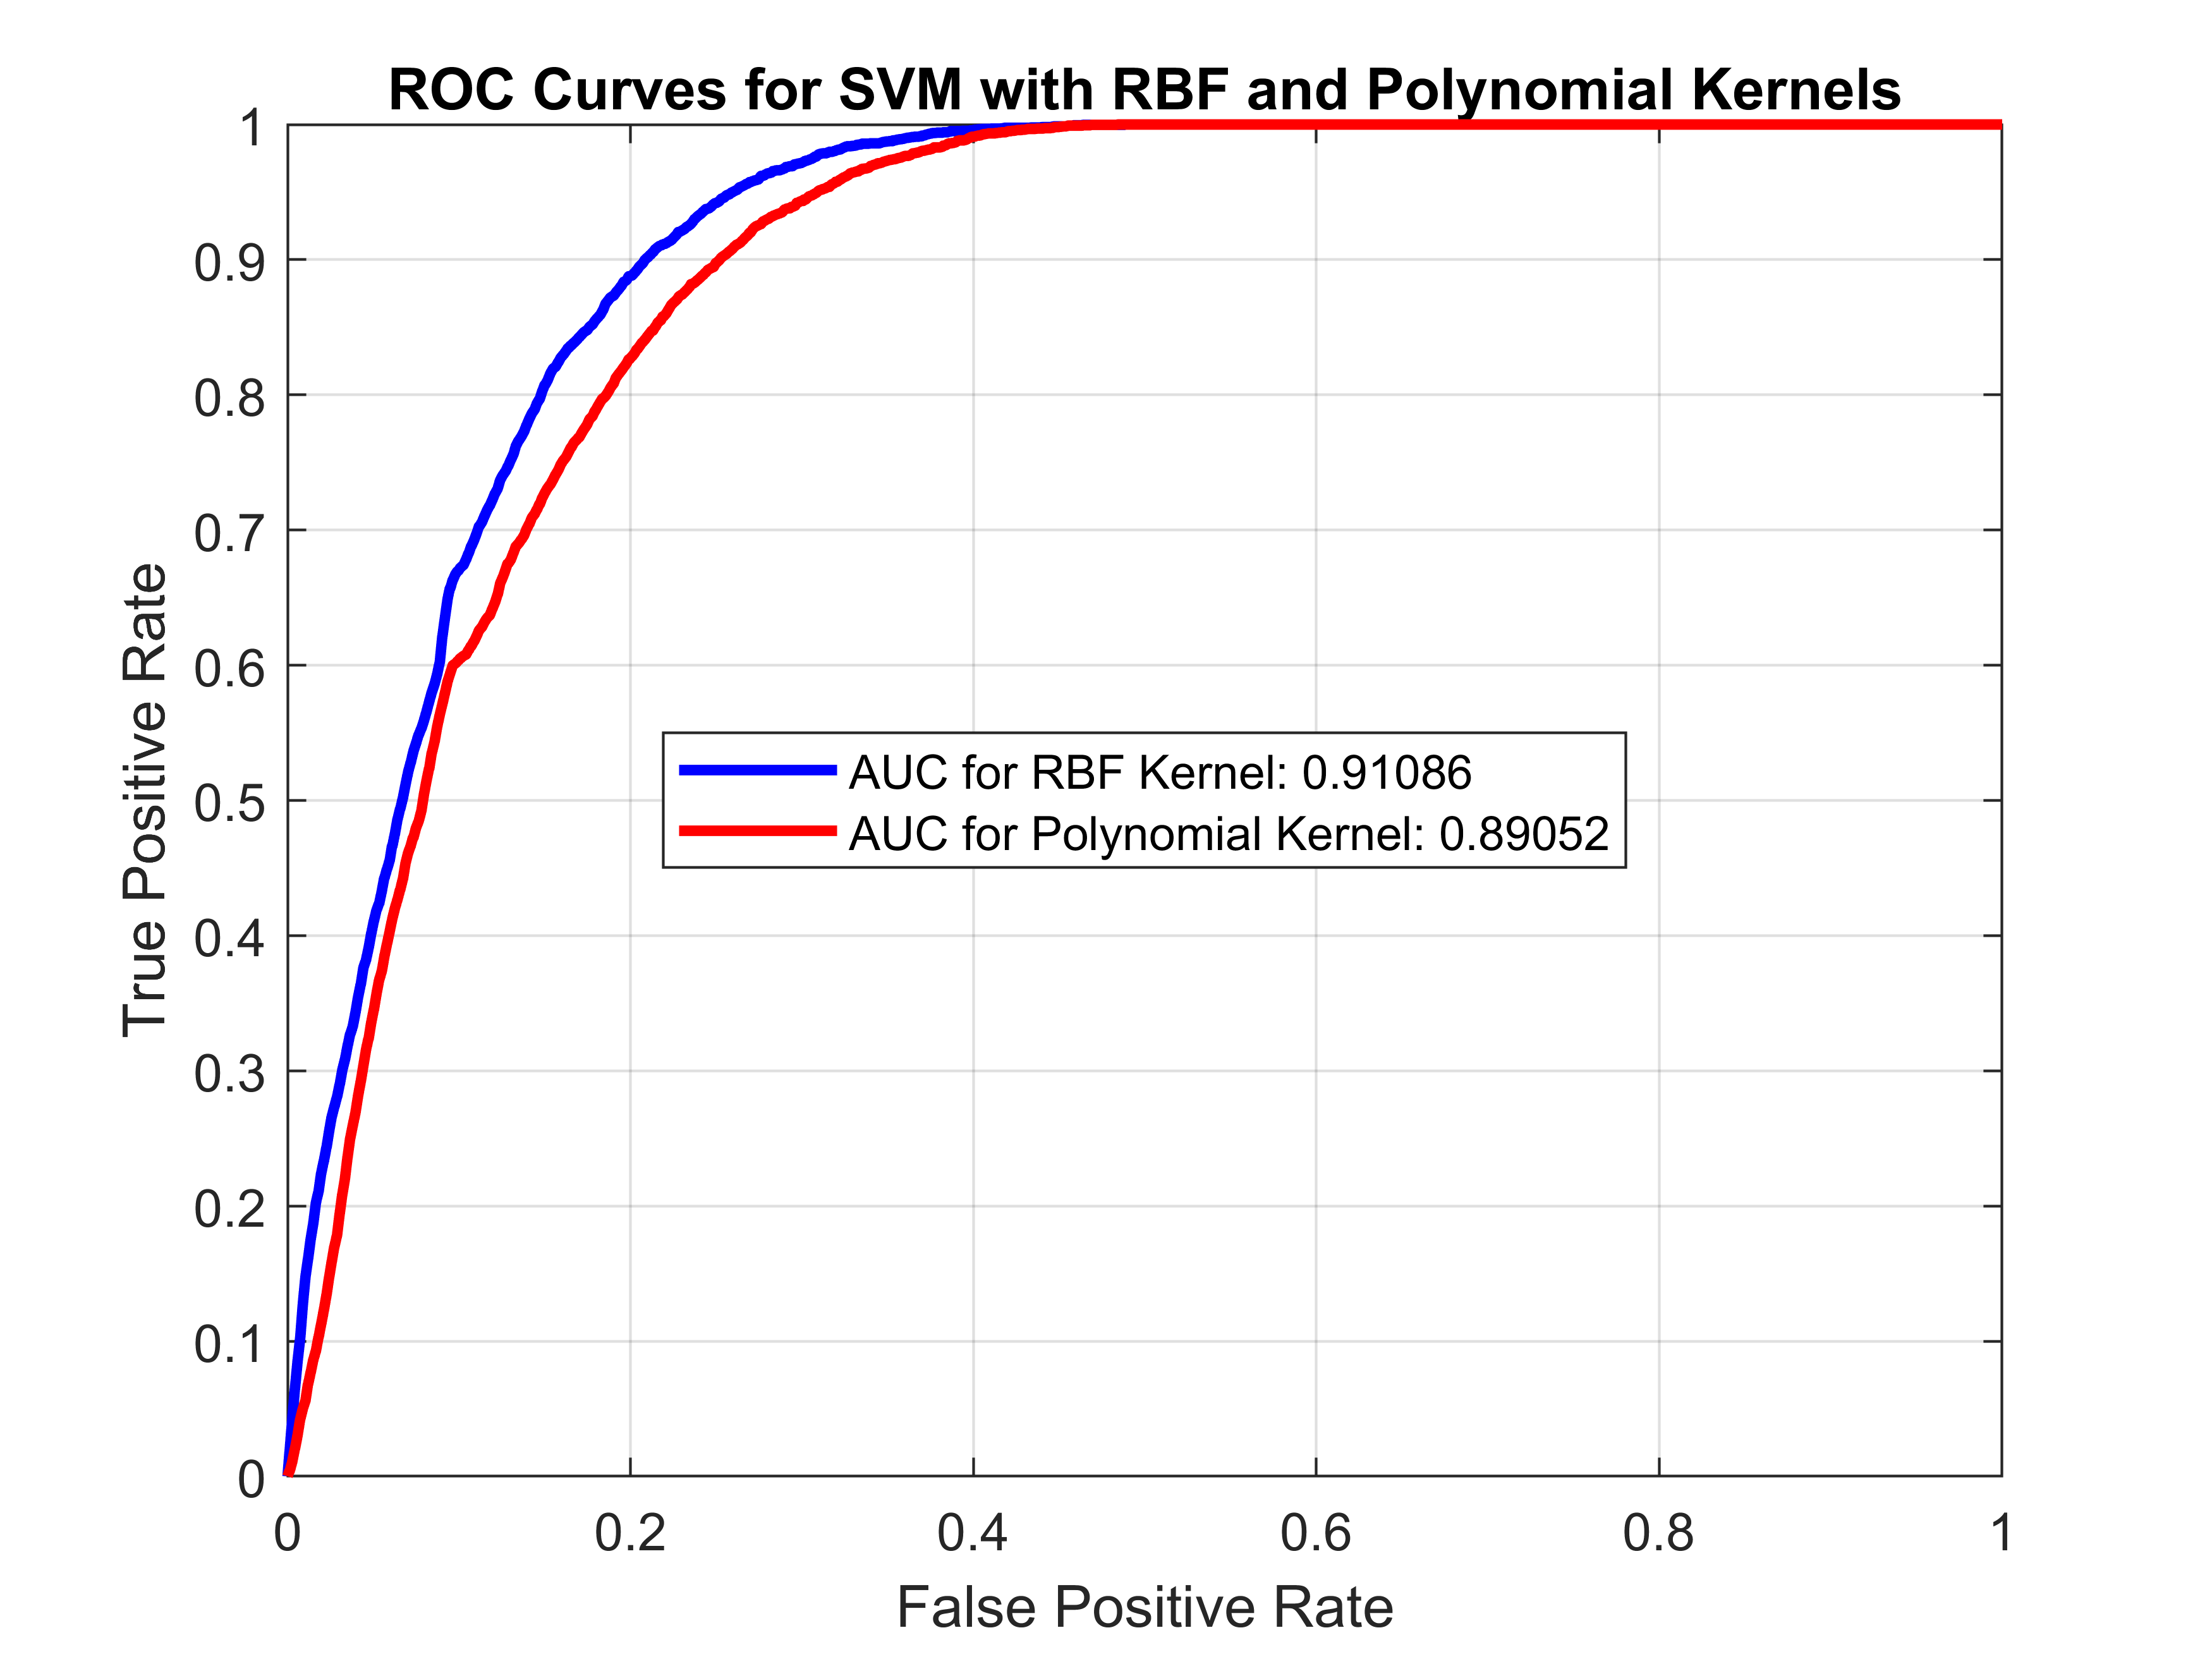 ROC Curves for SVM with RBF and Polynomial Kernels
1
0.9
0.8
0.7
0.6
0.5
0.4
0.3
0.2
0.1
0
True Positive Rate
AUC for RBF Kernel: 0.91086
AUC for Polynomial Kernel: 0.89052
0 0.2 0.4 0.6 0.8 1
False Positive Rate